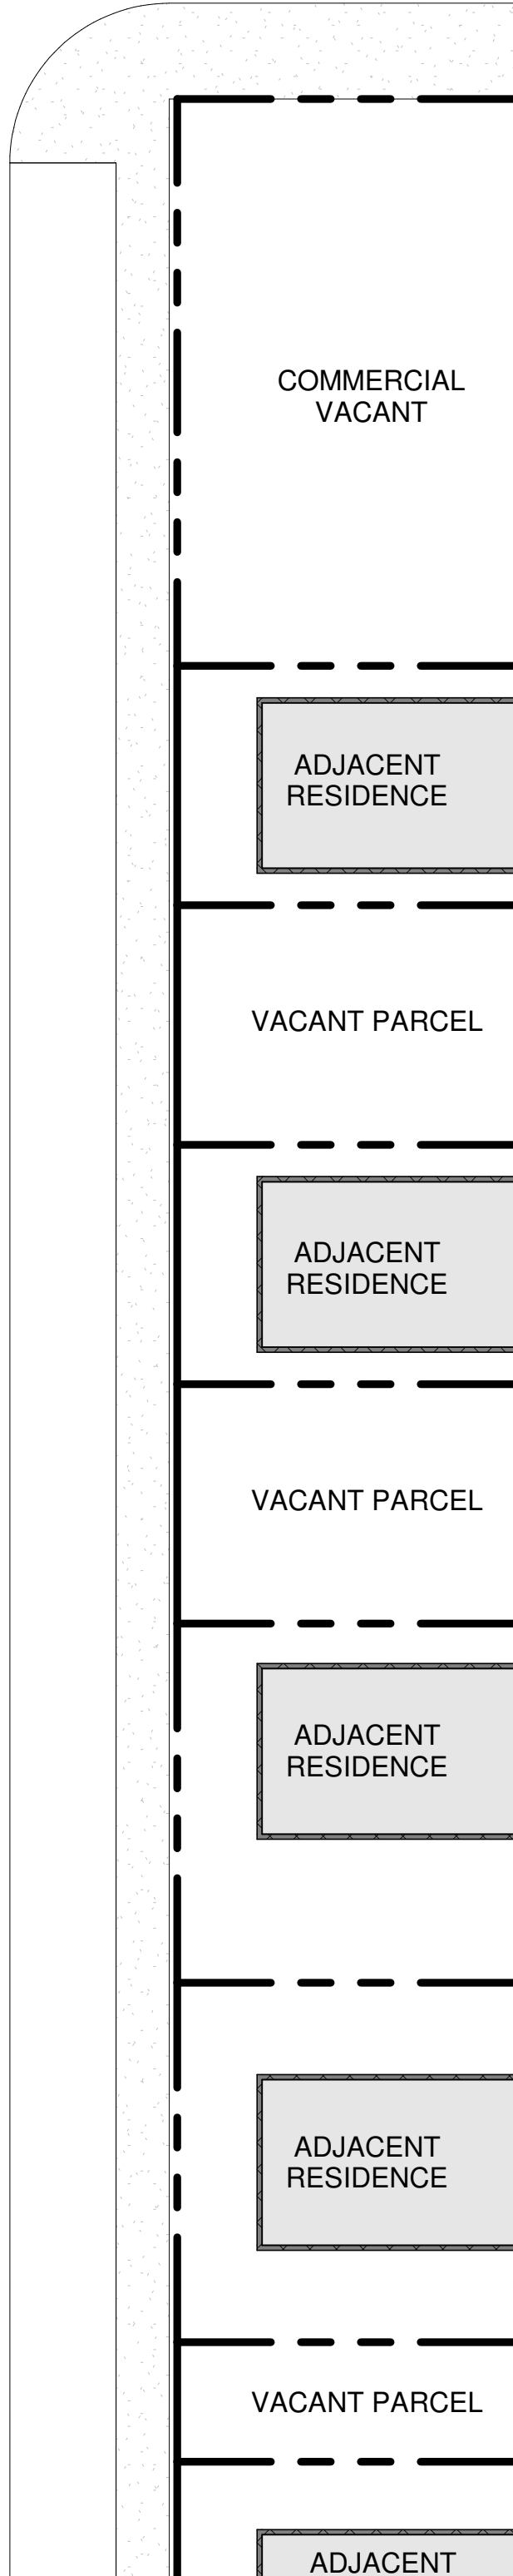 COMMERCIAL
VACANT
ADJACENT
RESIDENCE
VACANT PARCEL
ADJACENT
RESIDENCE
VACANT PARCEL
ADJACENT
RESIDENCE
ADJACENT
RESIDENCE
VACANT PARCEL
ADJACENT